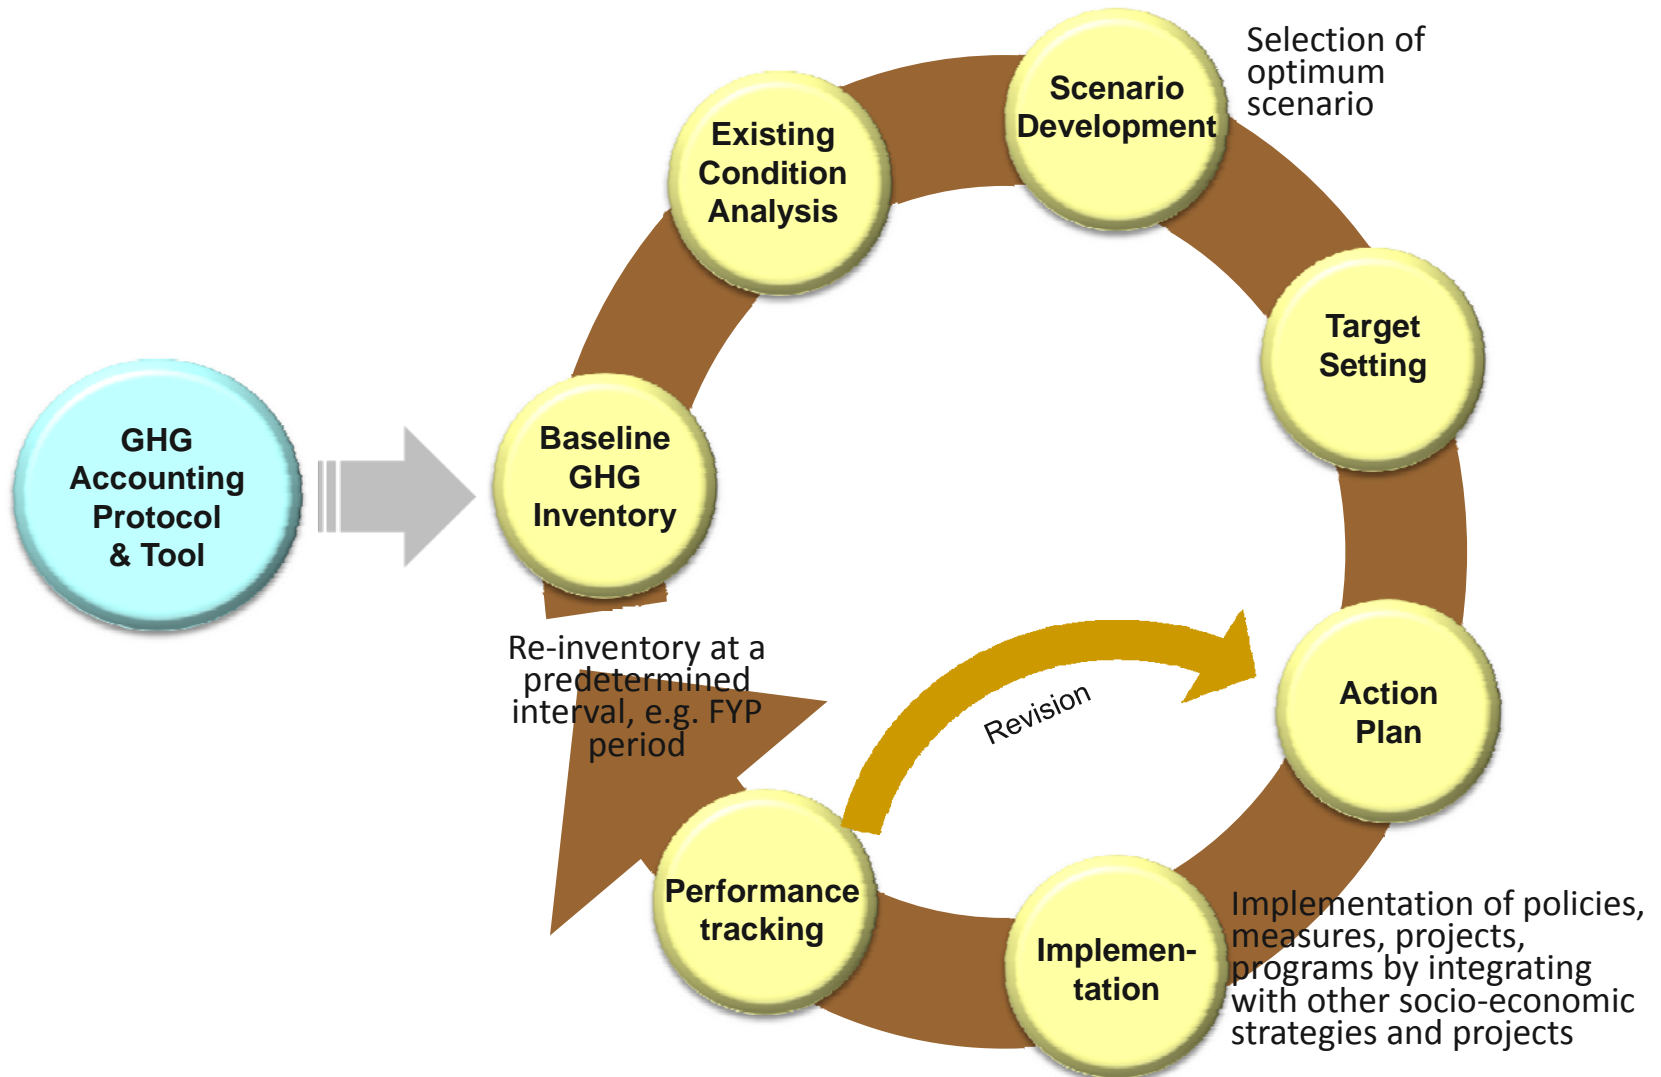 GHG
Accounting
Protocol
& Tool
Baseline
GHG
Inventory
Existing
Condition
Analysis
Scenario
Development
Selection of
optimum
scenario
Target
Setting
Action
Plan
Implementation of policies,
measures, projects,
programs by integrating
with other socio-economic
strategies and projects
Implemen-
tation
Performance
tracking
Revision
Re-inventory at a
predetermined
interval, e.g. FYP
period